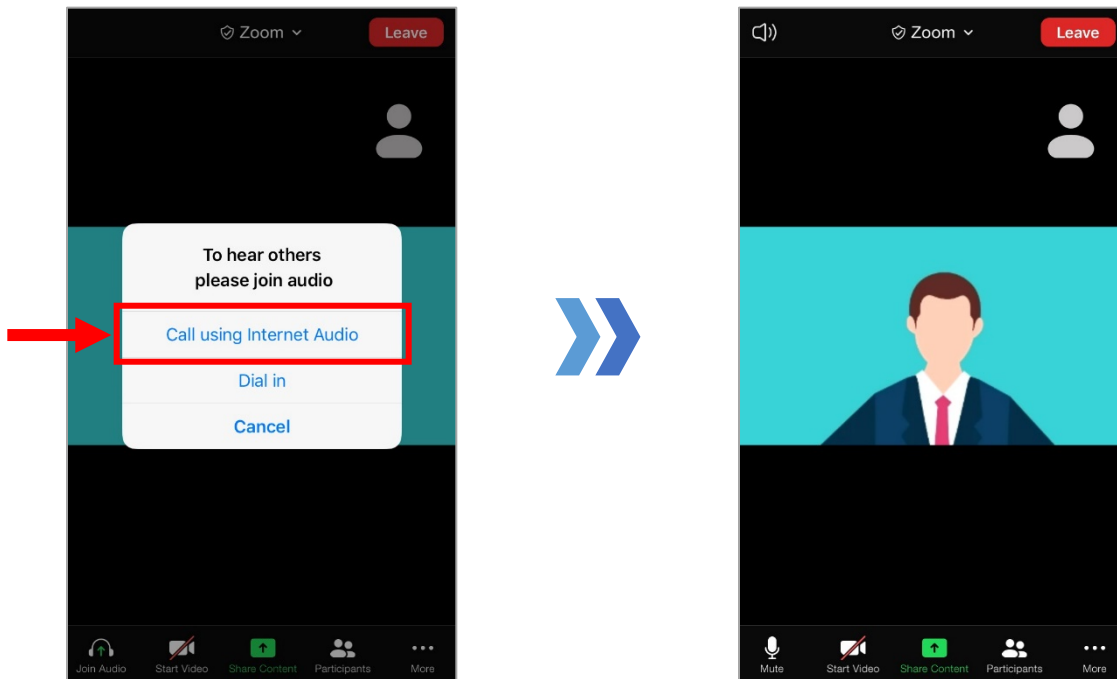 Zoom
Leave
To hear others
please join audio
Call using Internet Audio
Dial in
Cancel
Join Audio
Start Video
Share Content
Participants
More
Zoom
Leave
Mute
Start Video
Share Content
Participants
More